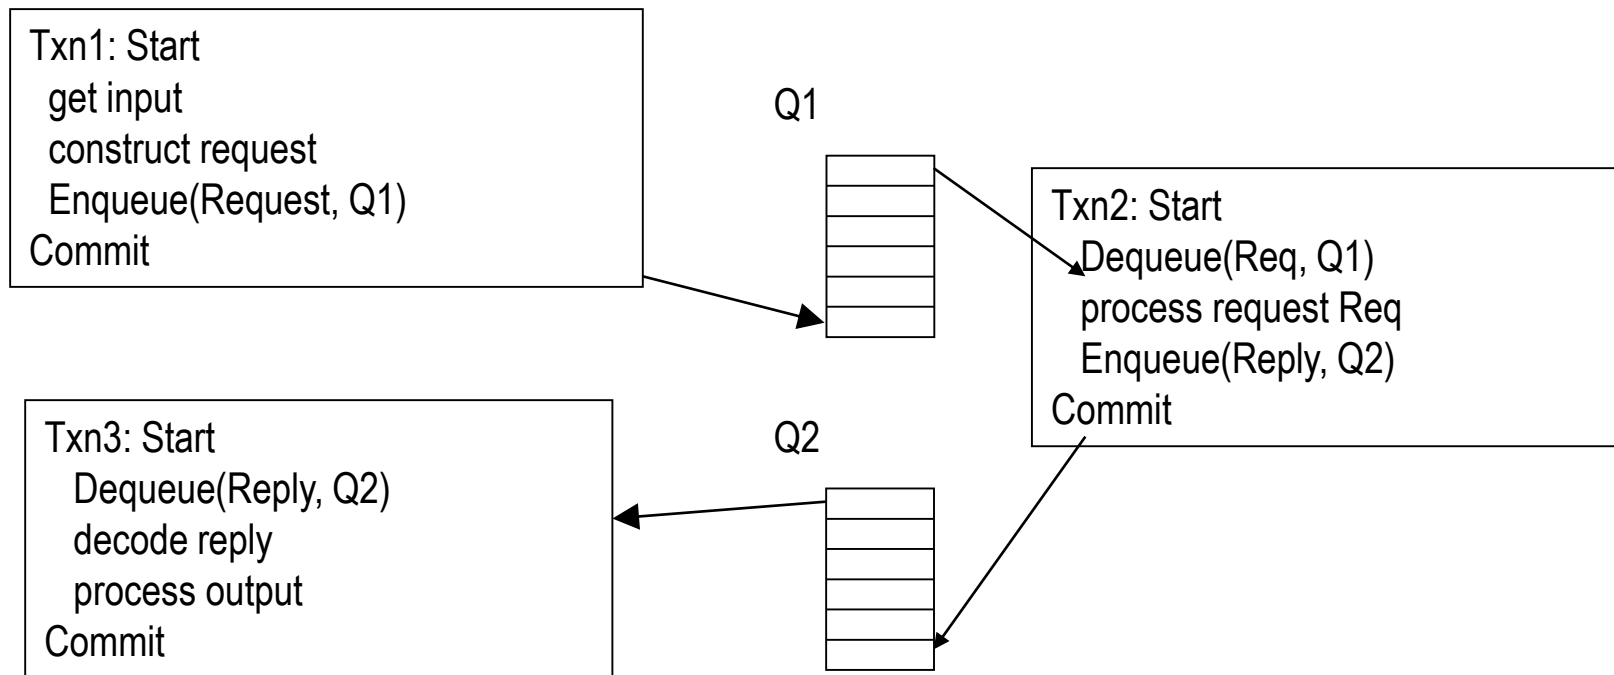 Txn1: Start
get input
construct request
Enqueue(Request, Q1)
Commit
Q1
Txn2: Start
Dequeue(Req, Q1)
process request Req
Enqueue(Reply, Q2)
Commit
Txn3: Start
Dequeue(Reply, Q2)
decode reply
process output
Commit
Q2